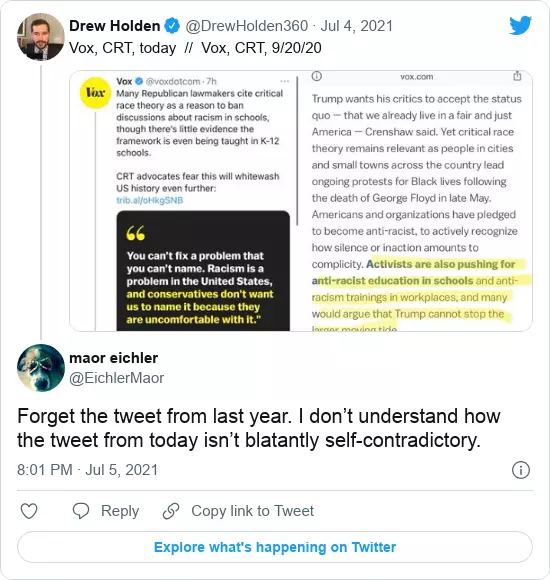 Drew Holden @DrewHolden360 · Jul 4, 2021
Vox, CRT, today // Vox, CRT, 9/20/20
Vox
Vox @voxdotcom · 7h
Many Republican lawmakers cite critical
race theory as a reason to ban
discussions about racism in schools,
though there's little evidence the
framework is even being taught in K-12
schools.
CRT advocates fear this will whitewash
US history even further:
trib.al/oHkgSNB
You can't fix a problem that
you can't name. Racism is a
problem in the United States,
and conservatives don't want
us to name it because they
are uncomfortable with it."
vox.com
Trump wants his critics to accept the status
quo — that we already live in a fair and just
America — Crenshaw said. Yet critical race
theory remains relevant as people in cities
and small towns across the country lead
ongoing protests for Black lives following
the death of George Floyd in late May.
Americans and organizations have pledged
to become anti-racist, to actively recognize
how silence or inaction amounts to
complicity. Activists are also pushing for
anti-racist education in schools and anti-
racism trainings in workplaces, and many
would argue that Trump cannot stop the
larger moving tide.
maor eichler
@EichlerMaor
Forget the tweet from last year. I don't understand how
the tweet from today isn't blatantly self-contradictory.
8:01 PM · Jul 5, 2021
Reply
Copy link to Tweet
Explore what's happening on Twitter